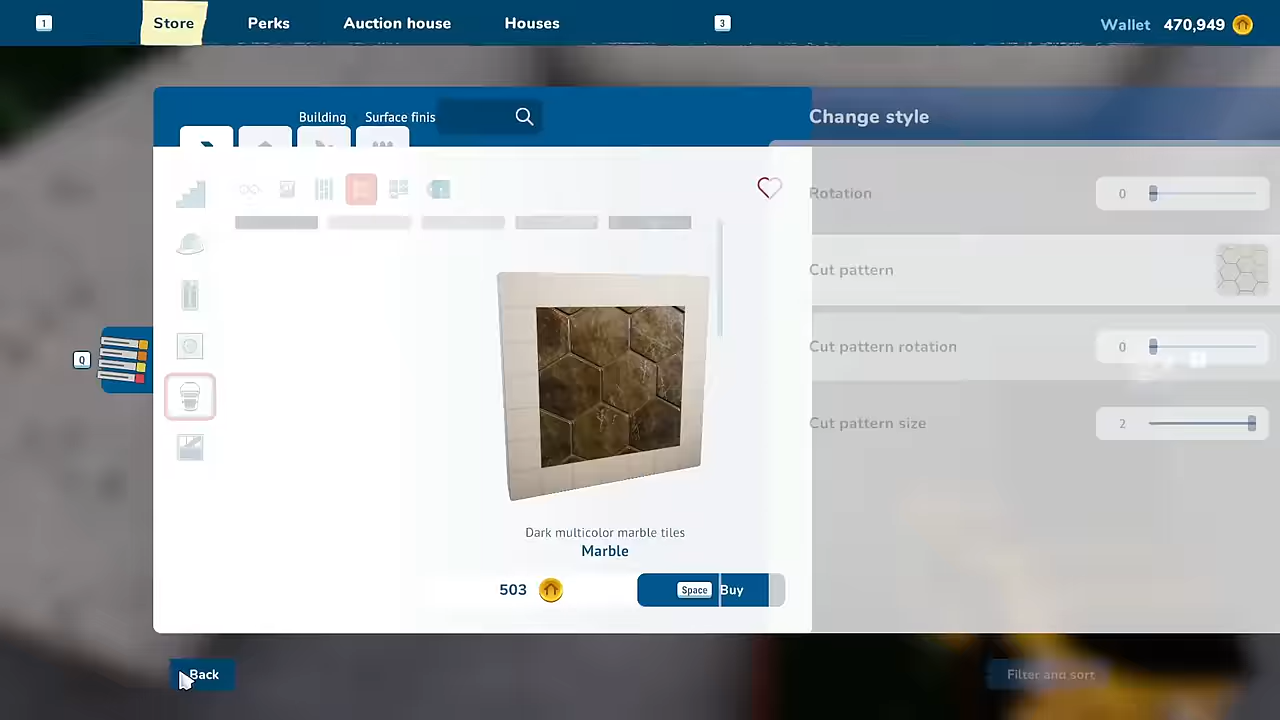 1
Store
Perks
Auction house
Houses
3
Wallet 470,949
Building Surface finis
Change style
Rotation
0
Cut pattern
Cut pattern rotation
0
Cut pattern size
2
Q
Dark multicolor marble tiles
Marble
503
Space Buy
Back
Filter and sort